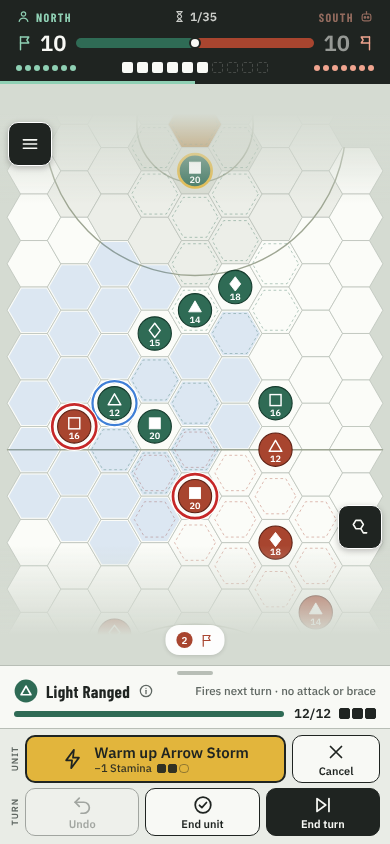 NORTH
1/35
SOUTH
10
10
20
18
14
15
12
16
16
20
12
20
18
14
2
Light Ranged
Fires next turn · no attack or brace
12/12
UNIT
Warm up Arrow Storm
−1 Stamina
Cancel
TURN
Undo
End unit
End turn